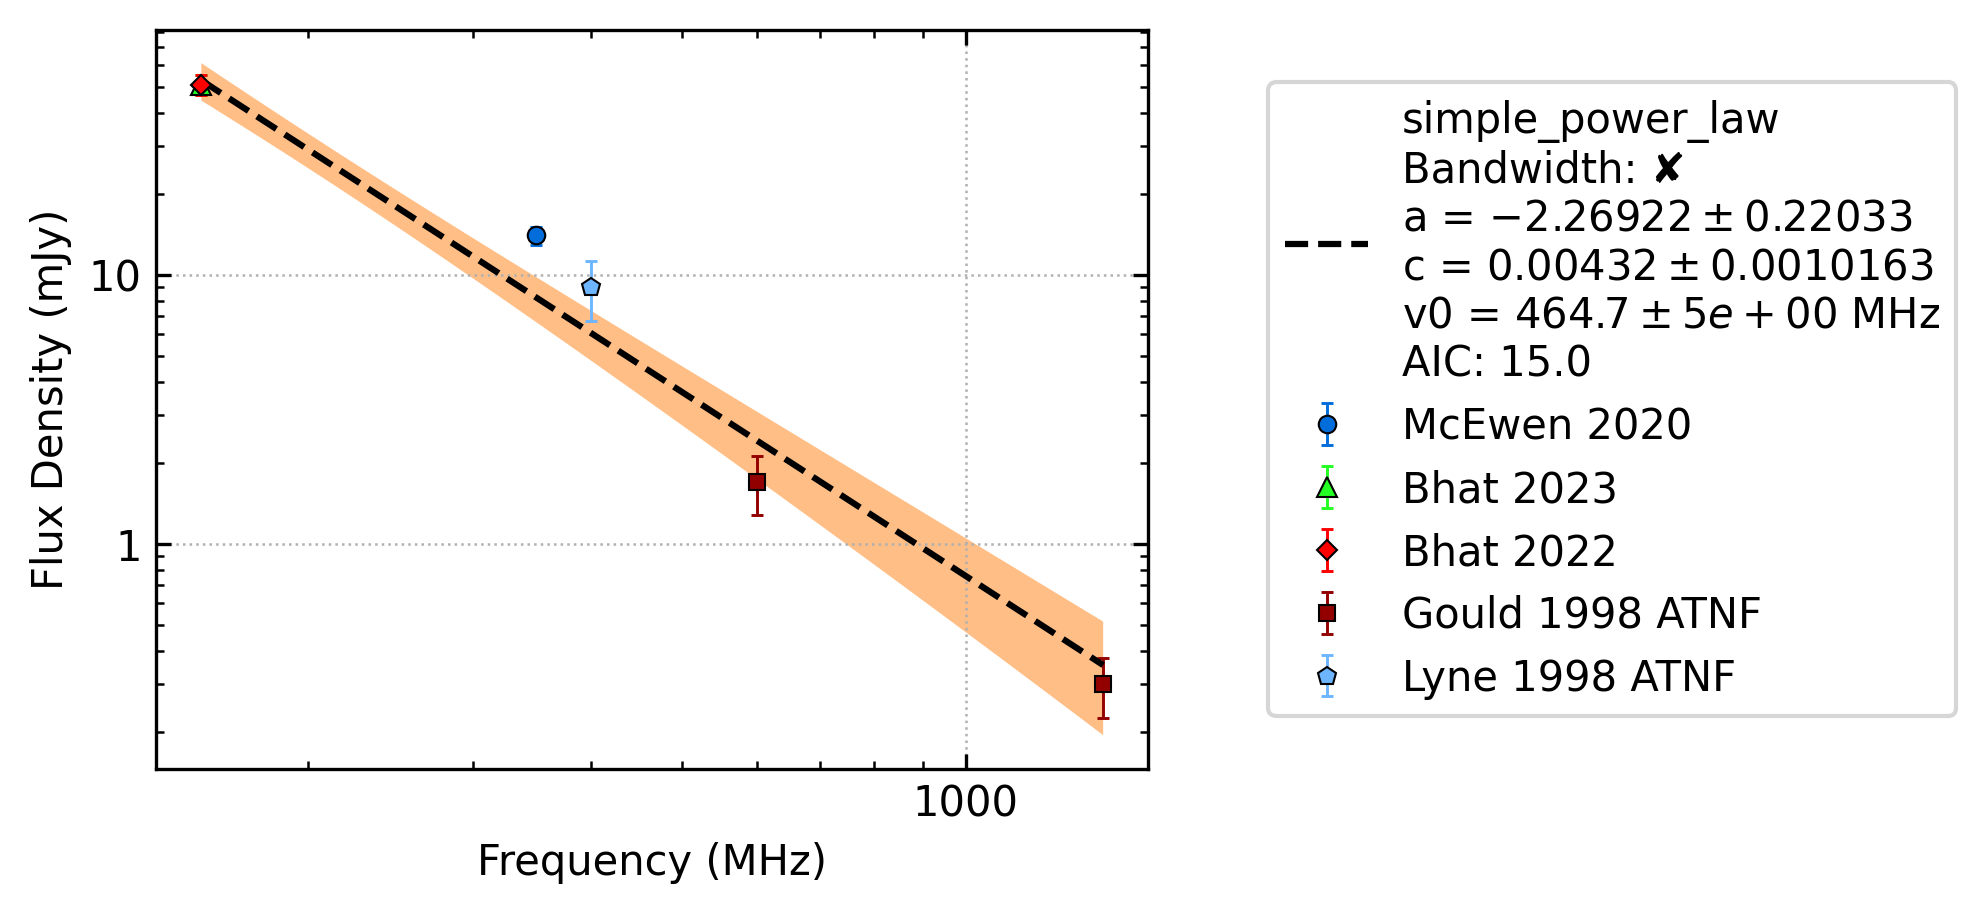 Flux Density (mJy)
10
1
1000
Frequency (MHz)
simple_power_law
Bandwidth: ✘
a = −2.26922 ± 0.22033
c = 0.00432 ± 0.0010163
v0 = 464.7 ± 5e + 00 MHz
AIC: 15.0
McEwen 2020
Bhat 2023
Bhat 2022
Gould 1998 ATNF
Lyne 1998 ATNF